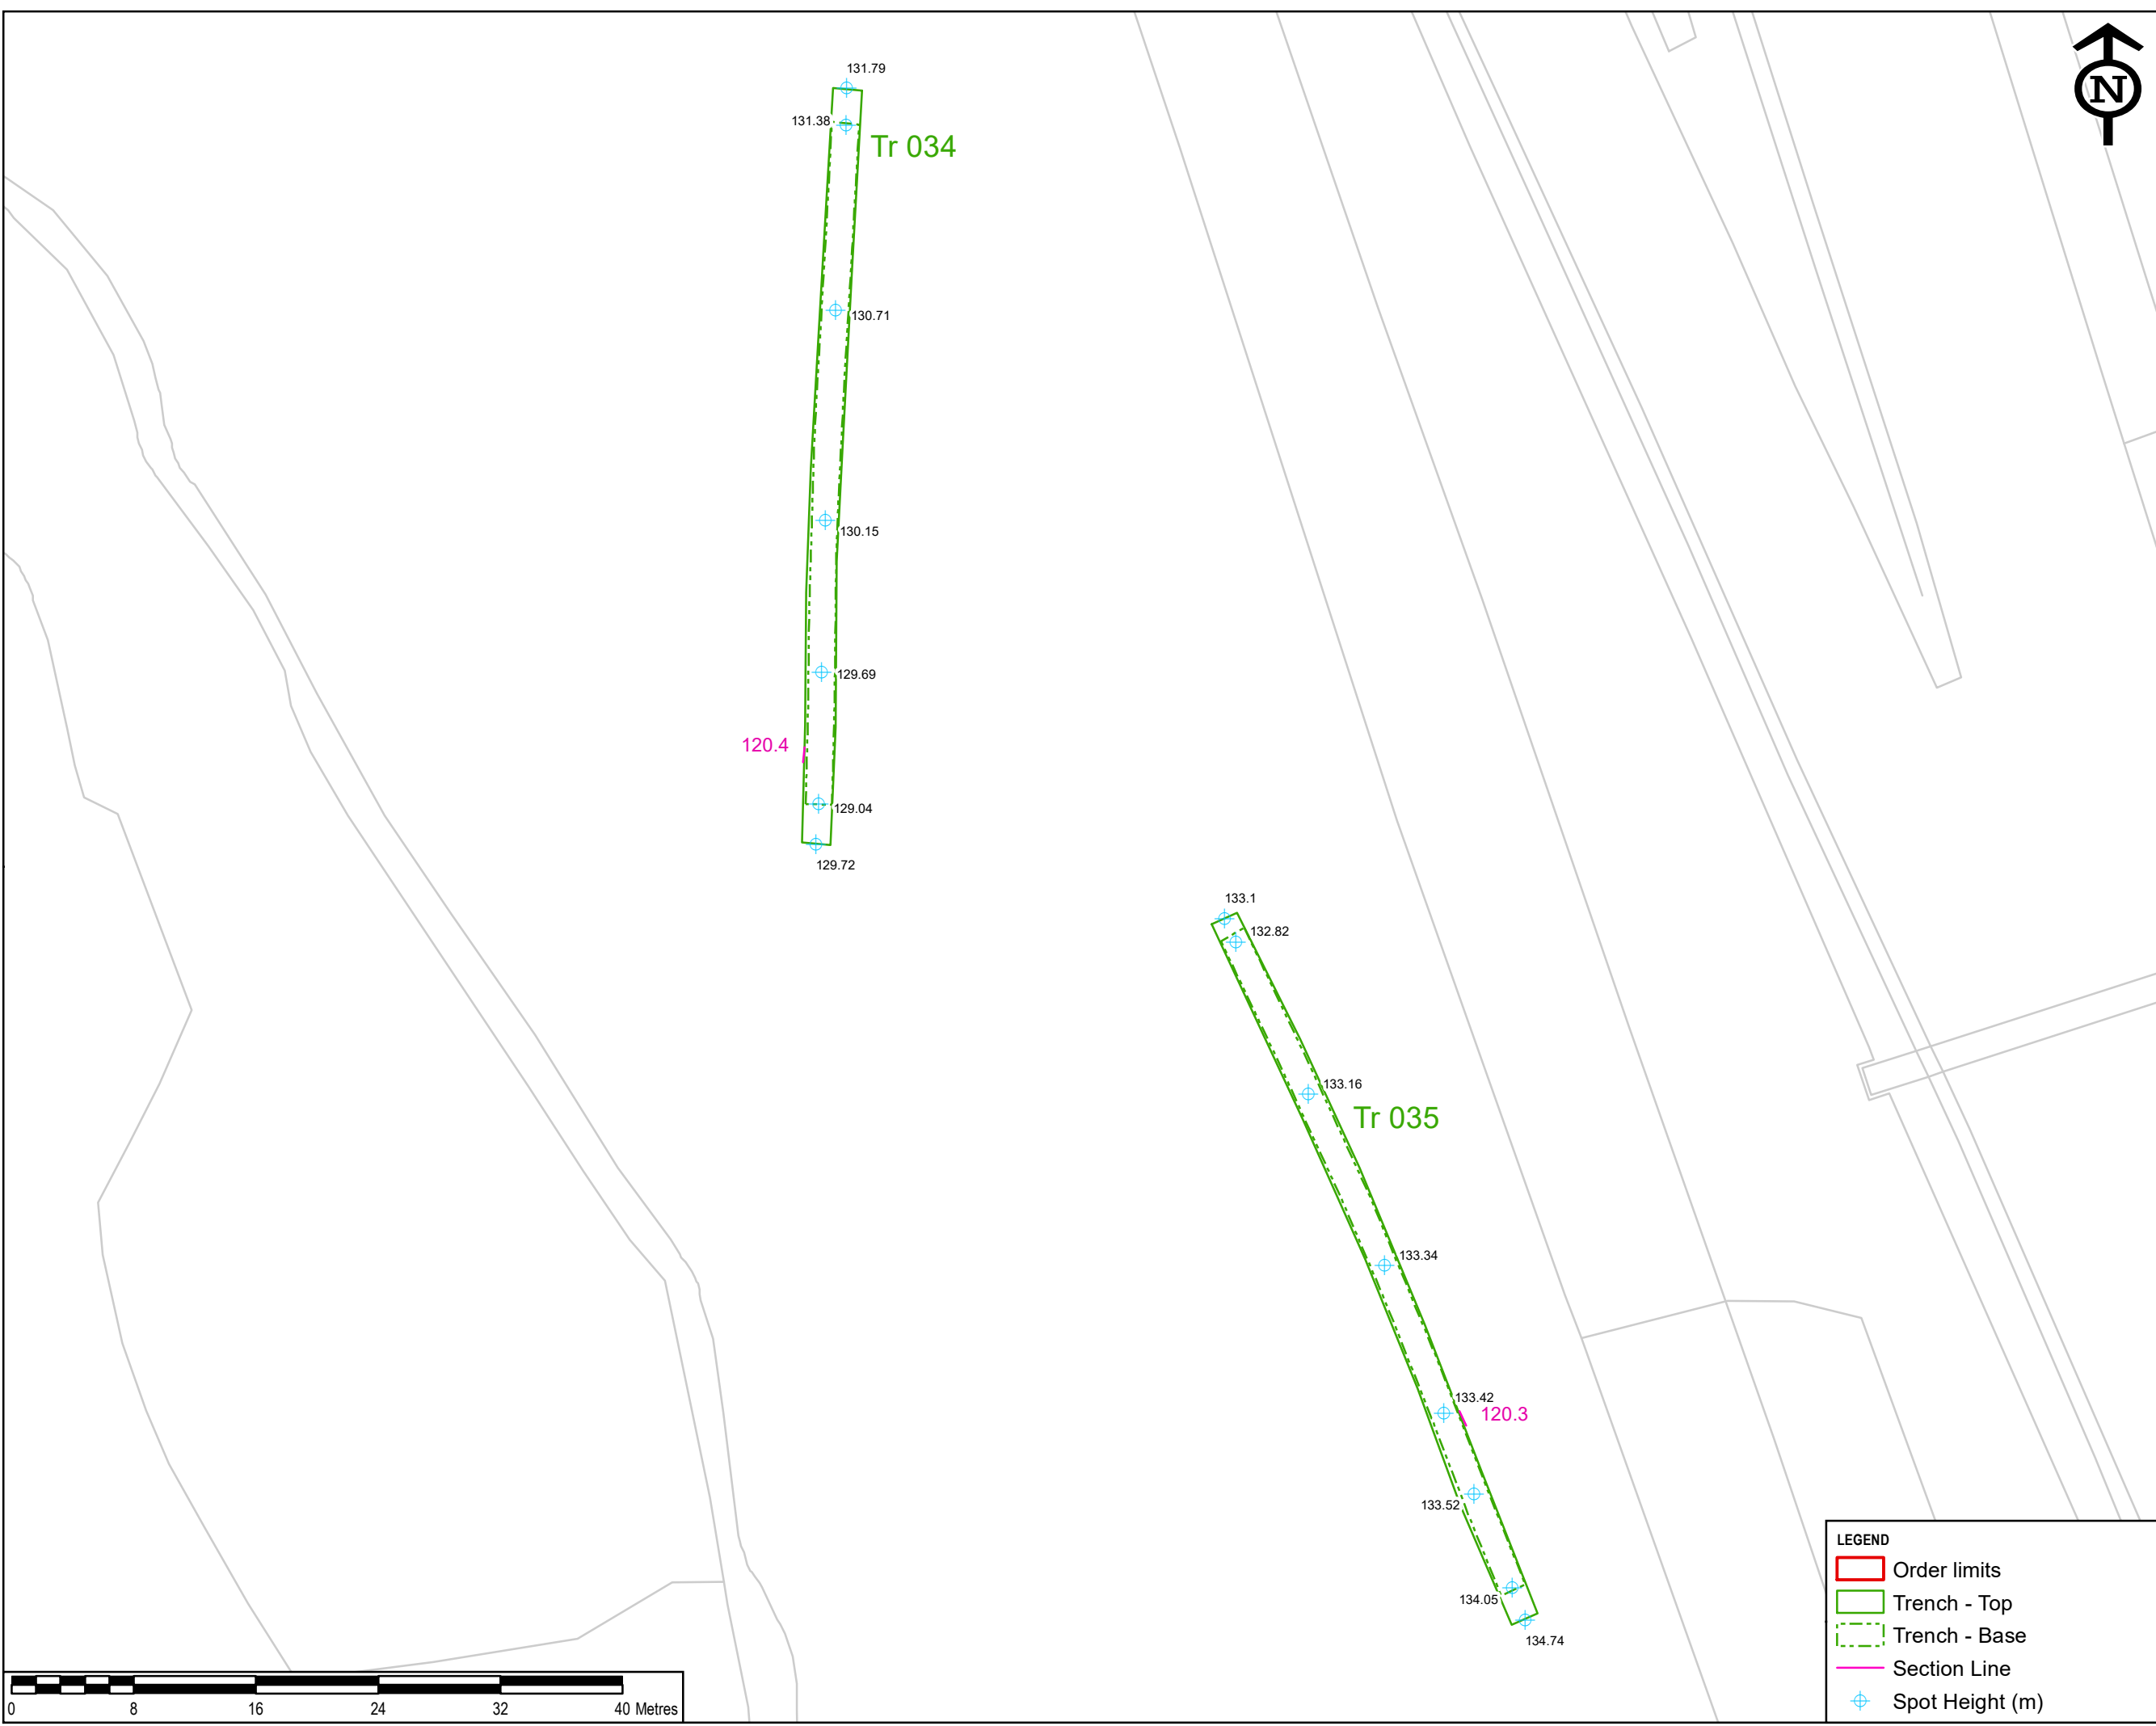 131.79
N
131.38
Tr 034
130.71
130.15
129.69
120.4
129.04
129.72
133.1
132.82
133.16
Tr 035
133.34
133.42
120.3
133.52
134.05
134.74
LEGEND
Order limits
Trench - Top
Trench - Base
Section Line
Spot Height (m)
0 8 16 24 32 40 Metres